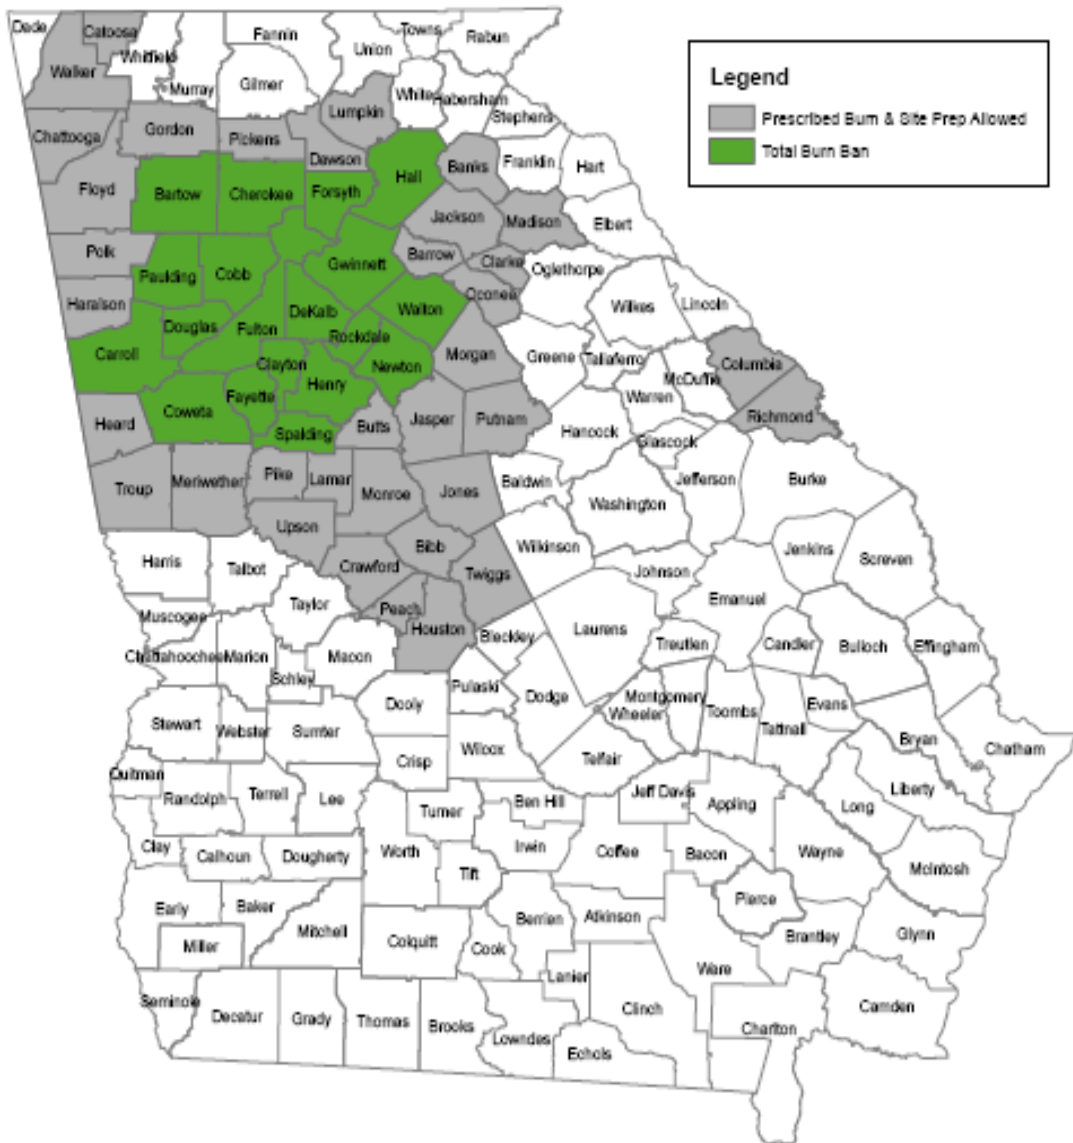 Dade
Catoosa
Whitfield
Fannin
Union
Towns
Rabun
Walker
Murray
Gilmer
White
Habersham
Lumpkin
Stephens
Chattooga
Gordon
Pickens
Dawson
Hall
Banks
Franklin
Hart
Floyd
Bartow
Cherokee
Forsyth
Jackson
Madison
Elbert
Polk
Paulding
Cobb
Gwinnett
Barrow
Clarke
Oglethorpe
Haralson
Oconee
Wilkes
Lincoln
Douglas
Fulton
DeKalb
Walton
Rockdale
Carroll
Clayton
Newton
Morgan
Greene
Taliaferro
Columbia
McDuffie
Fayette
Henry
Warren
Richmond
Heard
Coweta
Spalding
Butts
Jasper
Putnam
Hancock
Glascock
Troup
Meriwether
Pike
Lamar
Monroe
Jones
Baldwin
Washington
Jefferson
Burke
Upson
Bibb
Wilkinson
Jenkins
Screven
Harris
Talbot
Crawford
Twiggs
Johnson
Muscogee
Taylor
Peach
Houston
Bleckley
Laurens
Emanuel
Chattahoochee
Marion
Macon
Treutlen
Candler
Bulloch
Effingham
Schley
Dooly
Pulaski
Dodge
Montgomery
Wheeler
Toombs
Tattnall
Evans
Bryan
Chatham
Stewart
Webster
Sumter
Crisp
Wilcox
Telfair
Quitman
Randolph
Terrell
Lee
Turner
Ben Hill
Jeff Davis
Appling
Long
Liberty
Clay
Calhoun
Dougherty
Worth
Tift
Irwin
Coffee
Bacon
Wayne
McIntosh
Early
Baker
Mitchell
Colquitt
Cook
Berrien
Atkinson
Pierce
Brantley
Glynn
Miller
Lanier
Ware
Seminole
Decatur
Grady
Thomas
Brooks
Lowndes
Echols
Clinch
Charlton
Camden
Legend
Prescribed Burn & Site Prep Allowed
Total Burn Ban